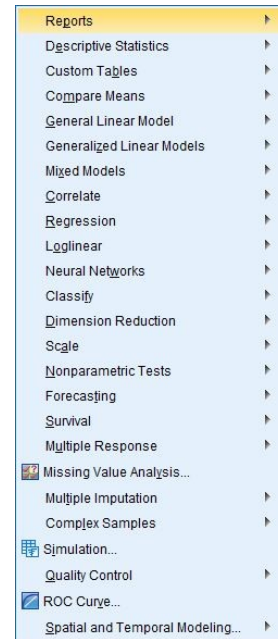 Reports
Descriptive Statistics
Custom Tables
Compare Means
General Linear Model
Generalized Linear Models
Mixed Models
Correlate
Regression
Loglinear
Neural Networks
Classify
Dimension Reduction
Scale
Nonparametric Tests
Forecasting
Survival
Multiple Response
Missing Value Analysis...
Multiple Imputation
Complex Samples
Simulation...
Quality Control
ROC Curve...
Spatial and Temporal Modeling...